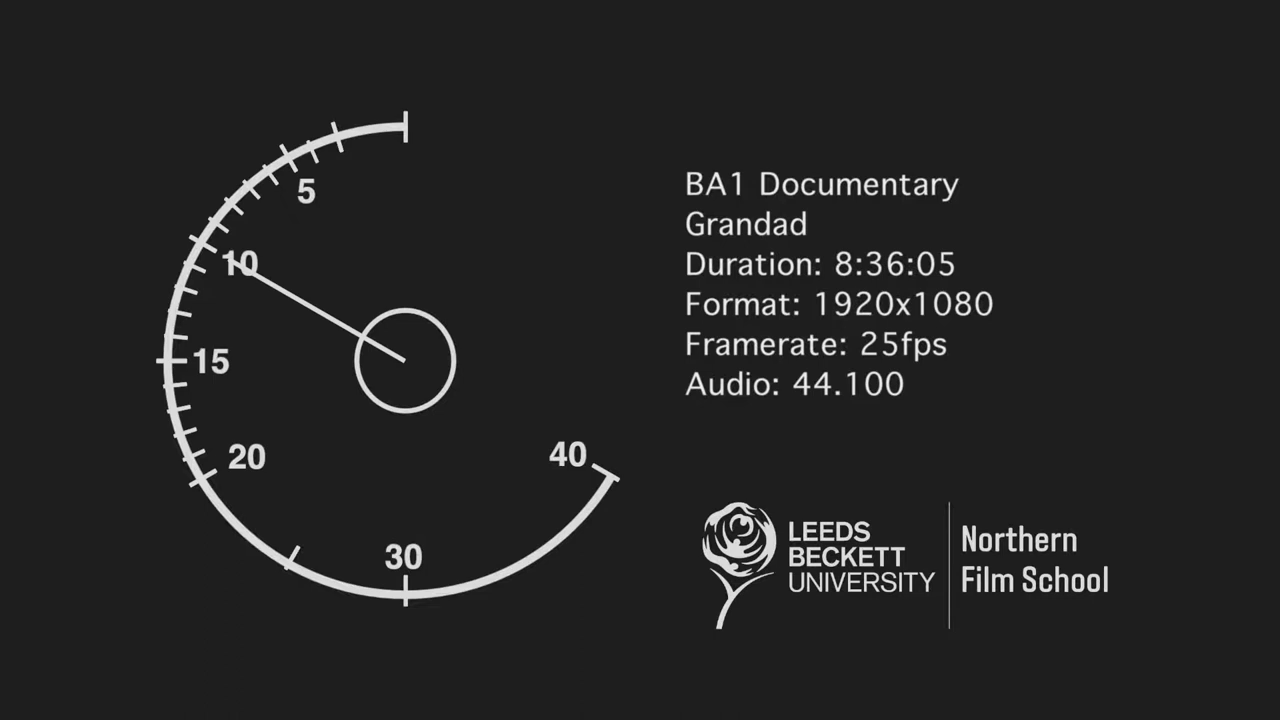 5
10
15
20
30
40
BA1 Documentary
Grandad
Duration: 8:36:05
Format: 1920x1080
Framerate: 25fps
Audio: 44.100
LEEDS
BECKETT
UNIVERSITY
Northern
Film School